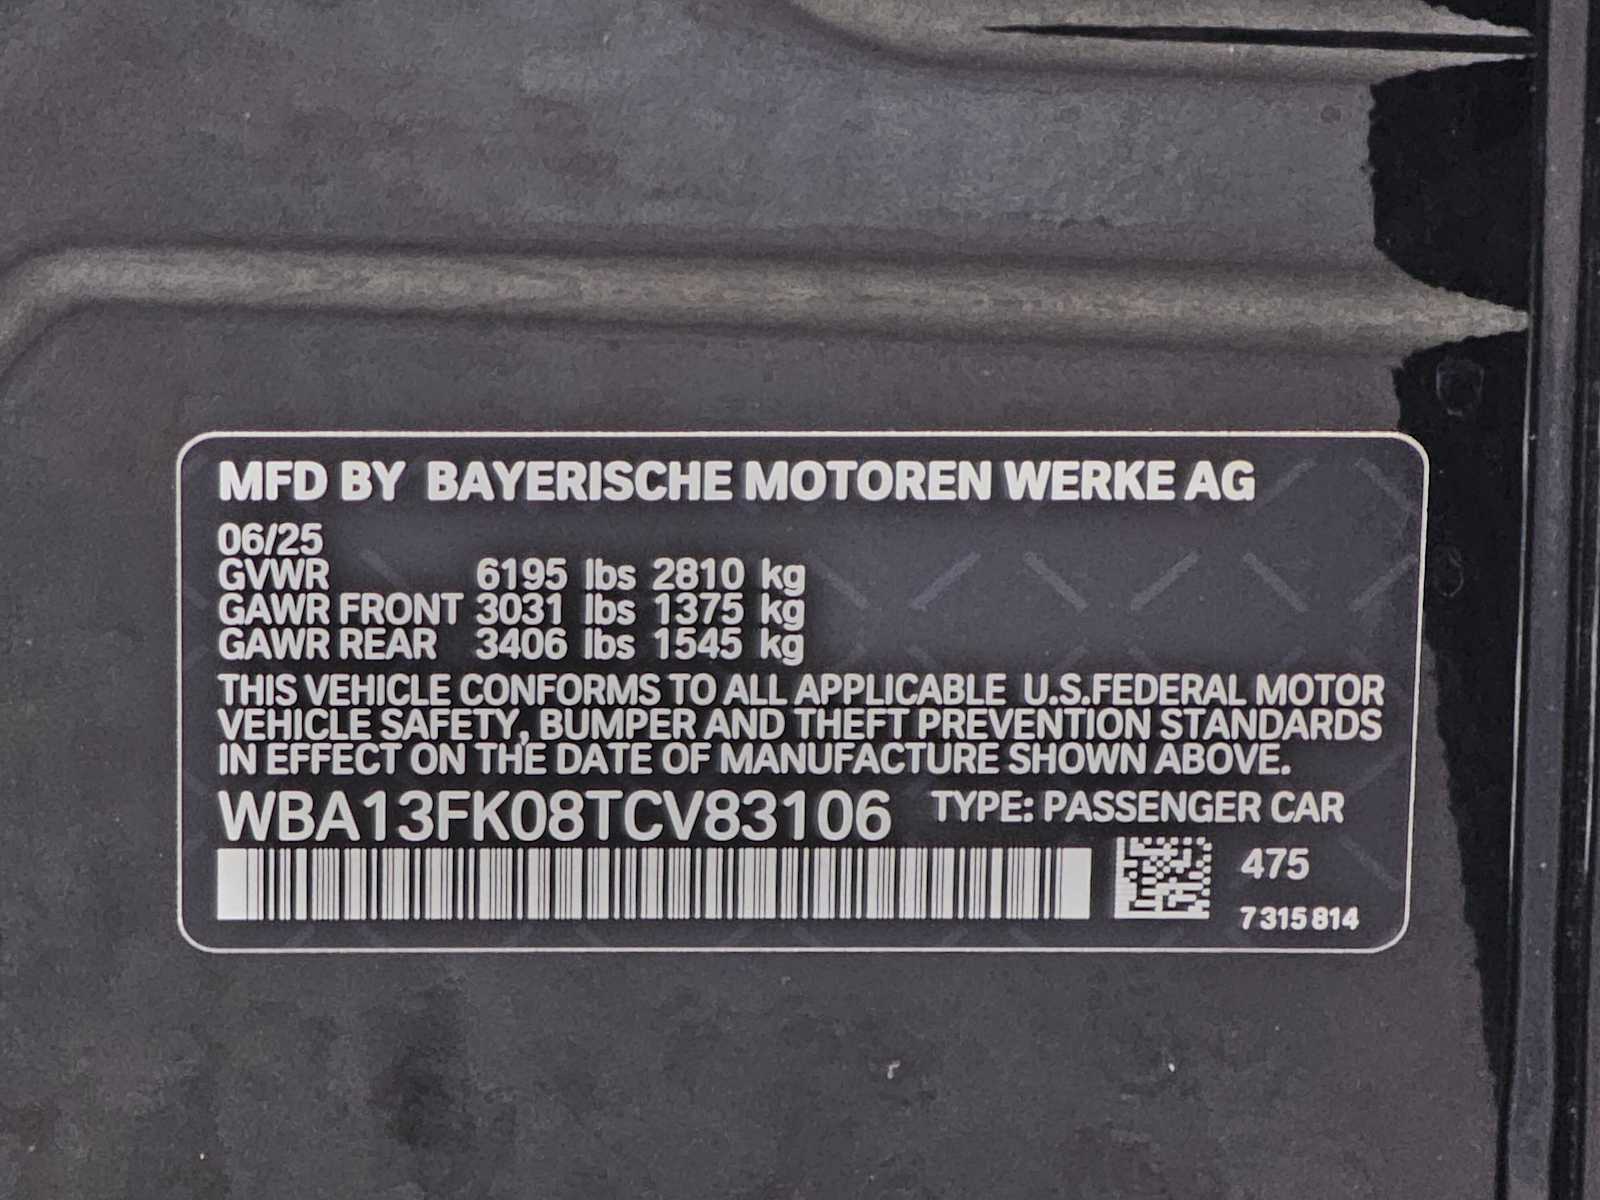 MFD BY BAYERISCHE MOTOREN WERKE AG
06/25
GVWR 6195 lbs 2810 kg
GAWR FRONT 3031 lbs 1375 kg
GAWR REAR 3406 lbs 1545 kg
THIS VEHICLE CONFORMS TO ALL APPLICABLE U.S.FEDERAL MOTOR
VEHICLE SAFETY, BUMPER AND THEFT PREVENTION STANDARDS
IN EFFECT ON THE DATE OF MANUFACTURE SHOWN ABOVE.
WBA13FK08TCV83106 TYPE: PASSENGER CAR
475
7 315 814